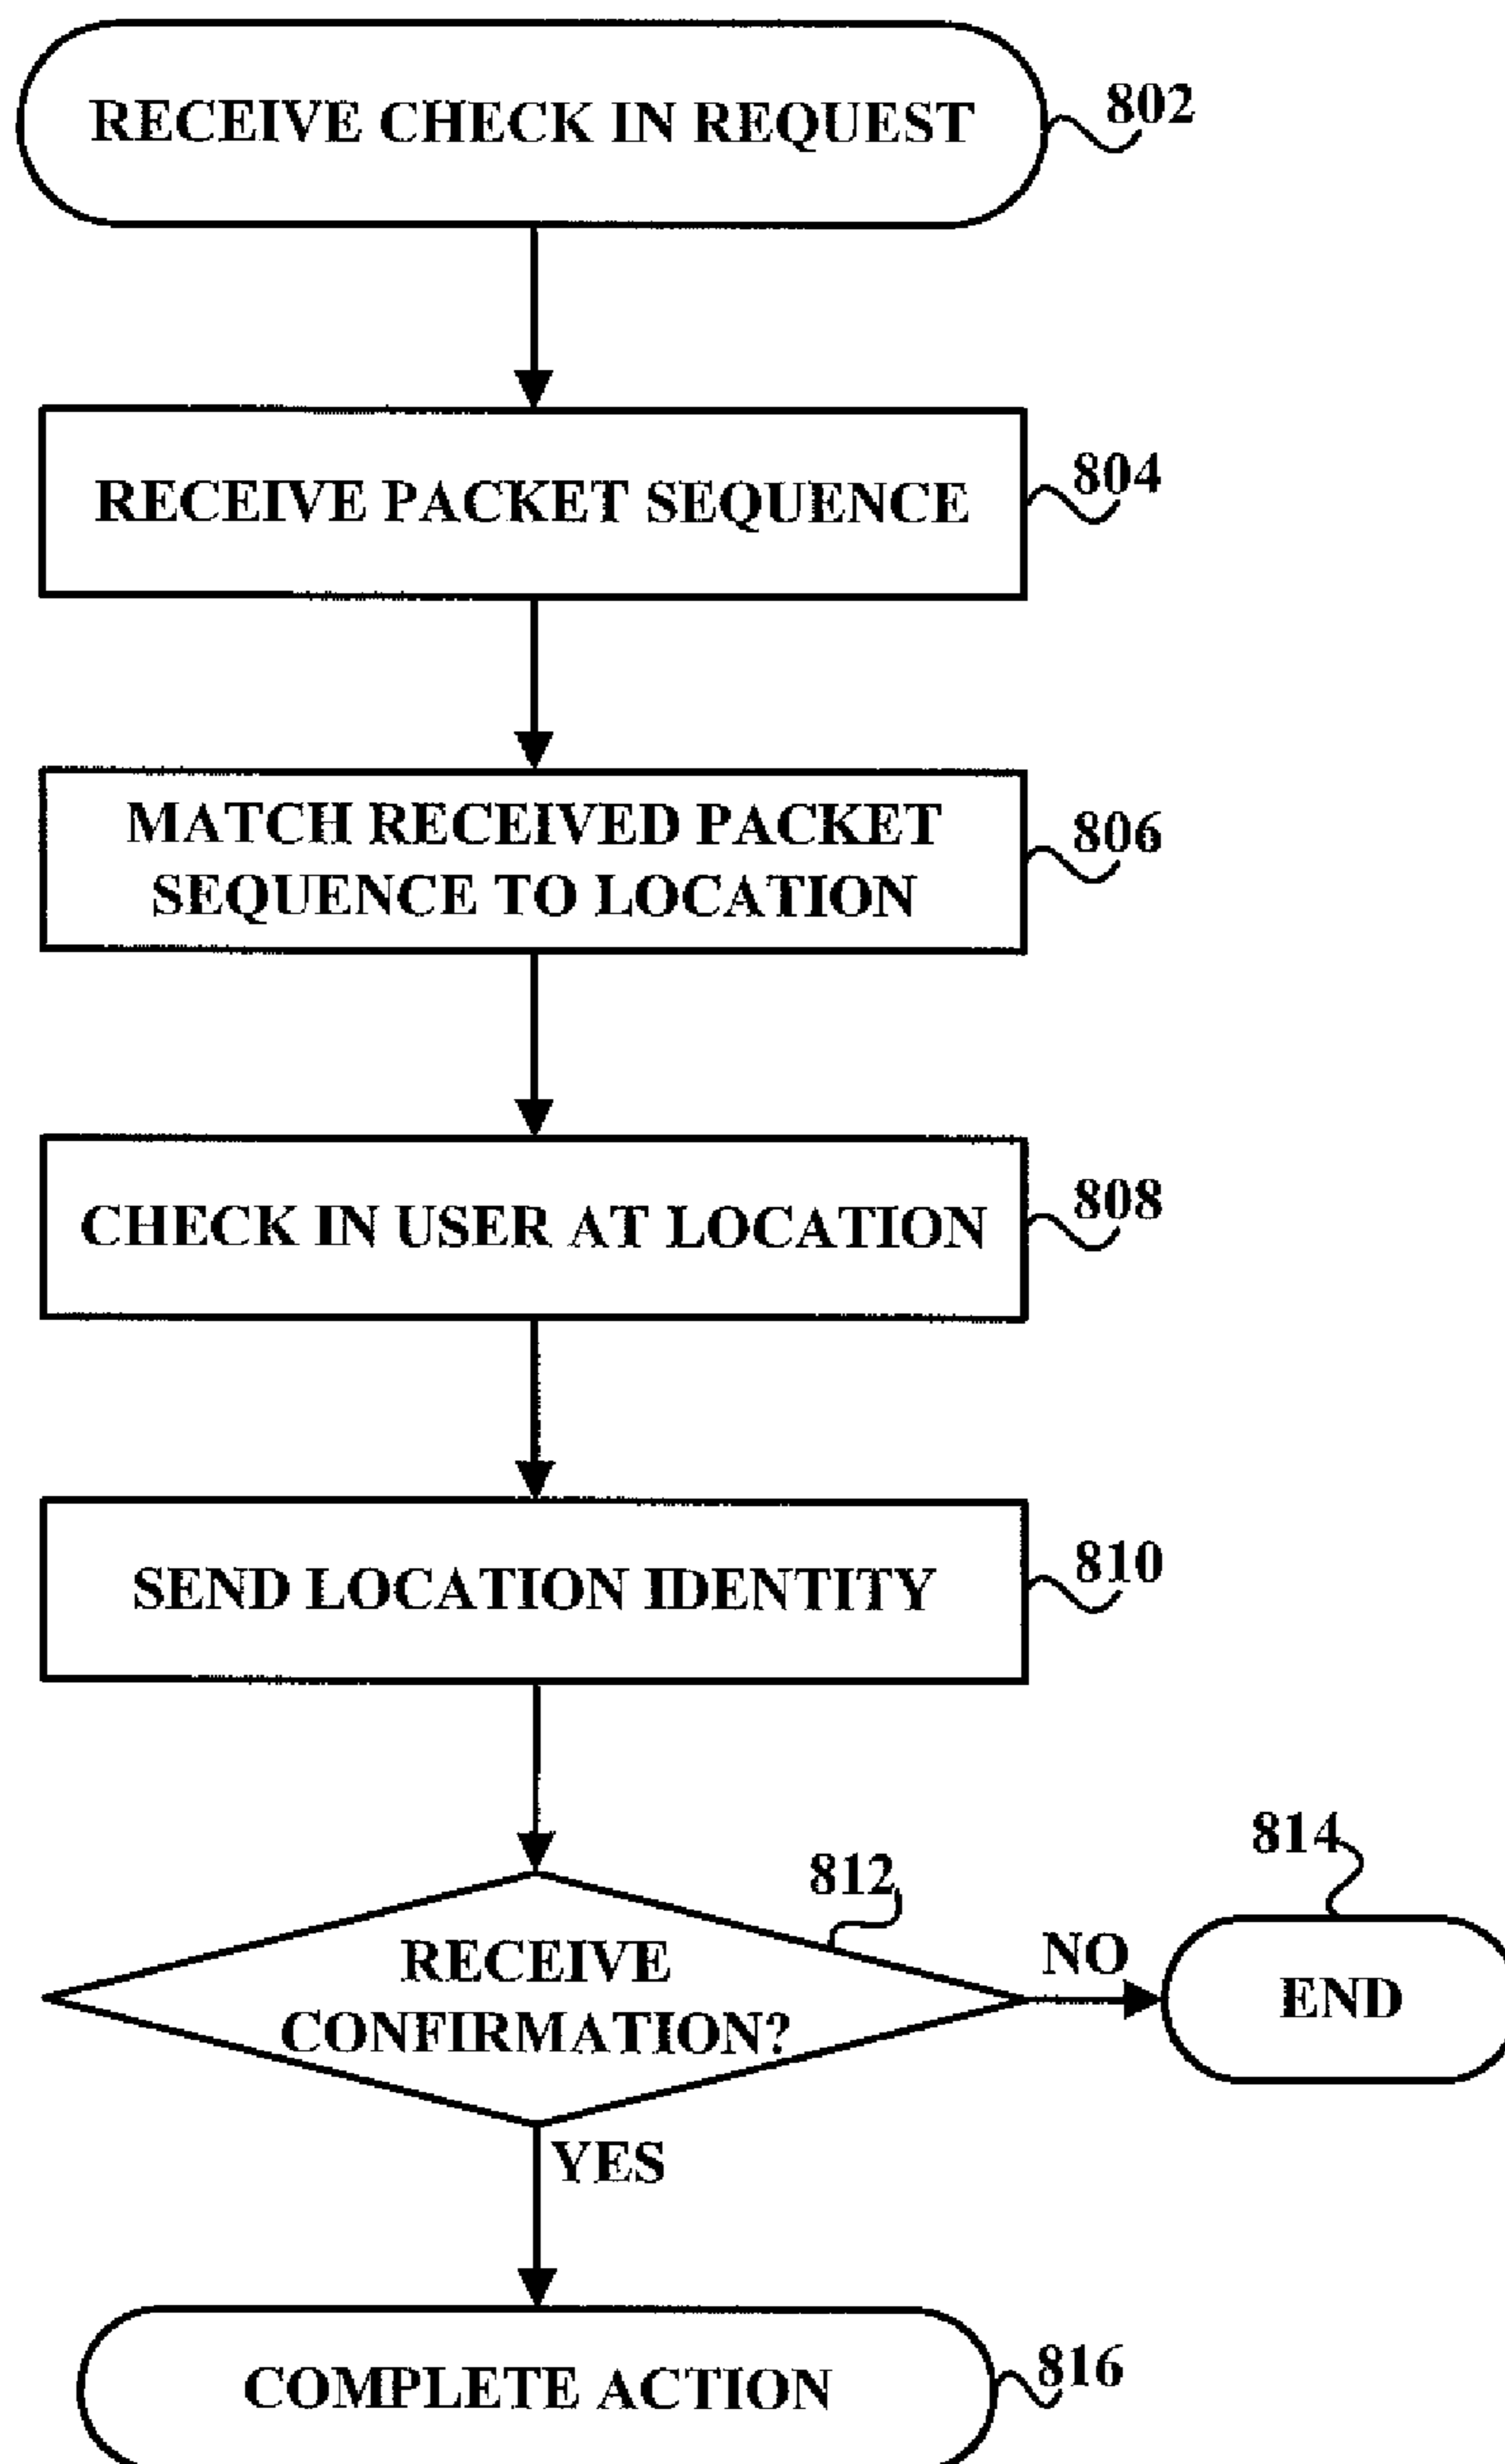 RECEIVE CHECK IN REQUEST
802
RECEIVE PACKET SEQUENCE
804
MATCH RECEIVED PACKET
SEQUENCE TO LOCATION
806
CHECK IN USER AT LOCATION
808
SEND LOCATION IDENTITY
810
812
814
RECEIVE
CONFIRMATION?
NO
END
YES
COMPLETE ACTION
816